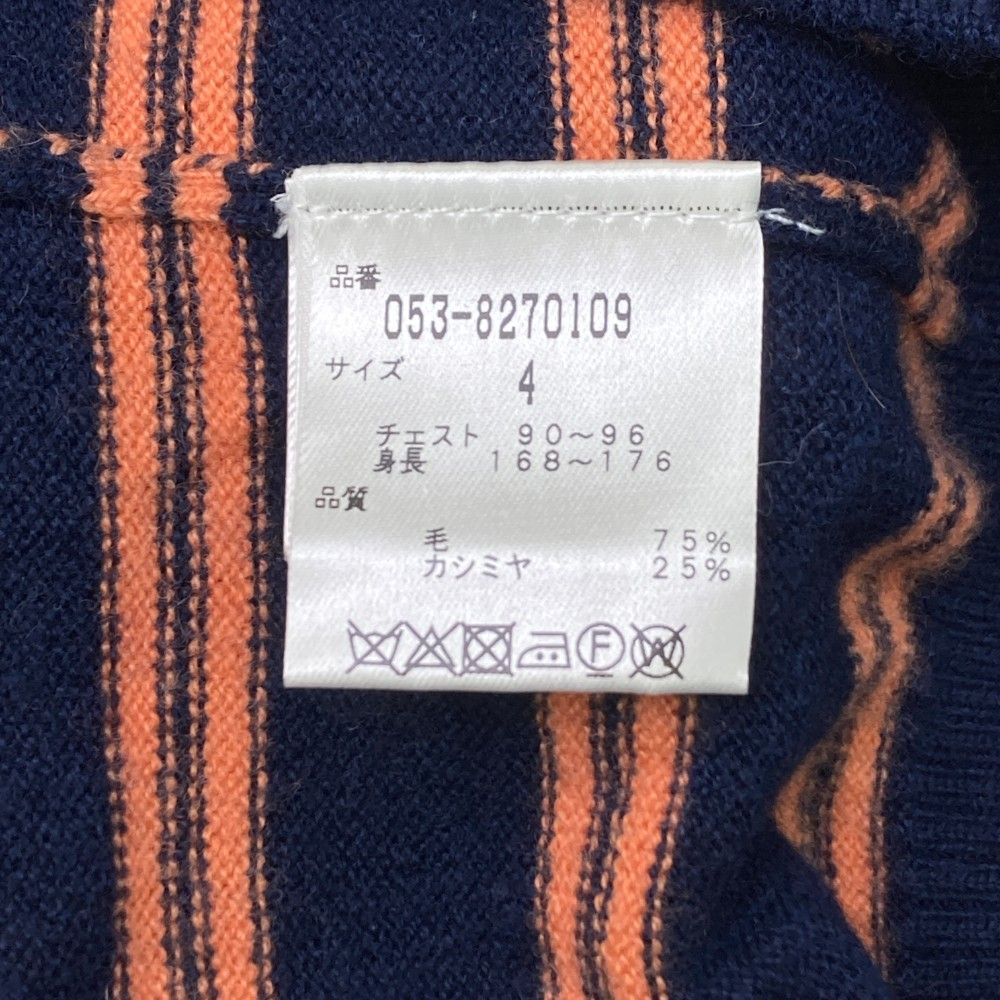 品番
053-8270109
サイズ
4
チェスト 90～96
身長 168～176
品質
毛 75%
カシミヤ 25%
F W